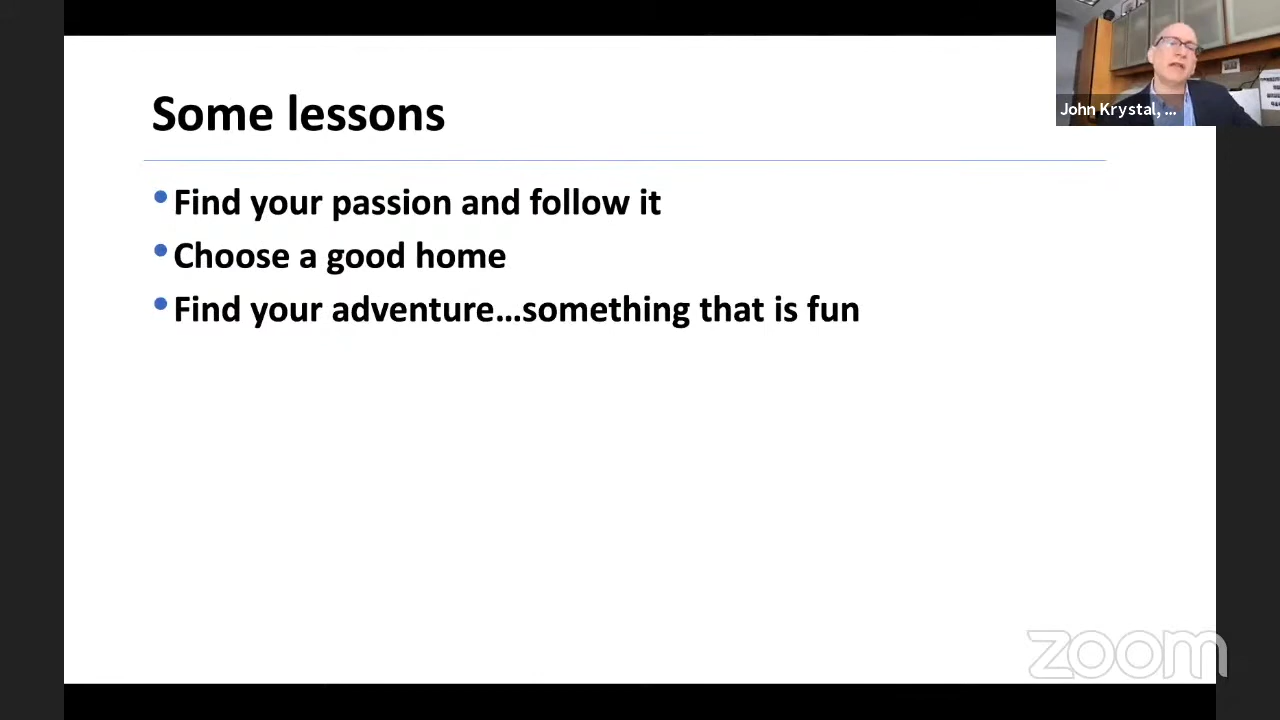 John Krystal, ...
Some lessons
•Find your passion and follow it
•Choose a good home
•Find your adventure...something that is fun
zoom